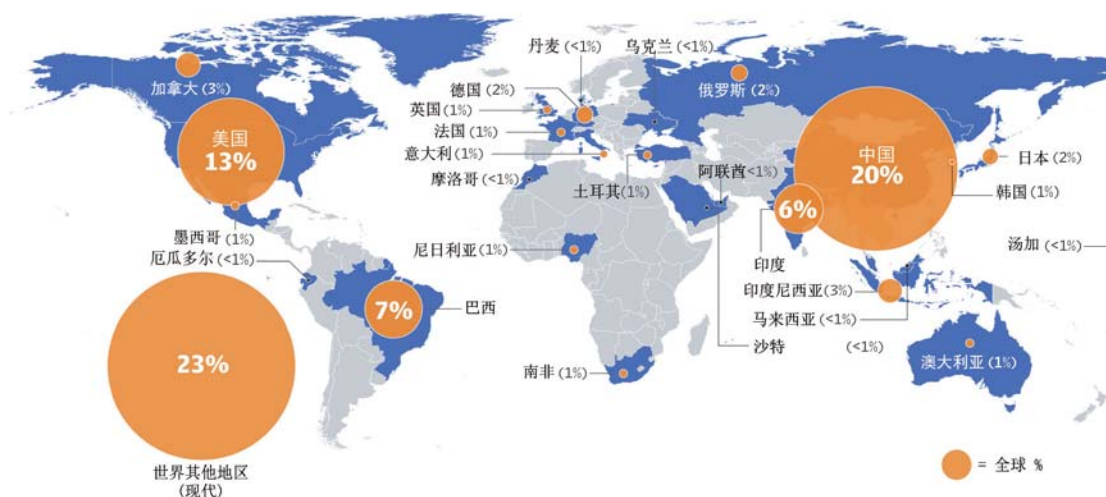 丹麦 (<1%)
乌克兰 (<1%)
加拿大 (3%)
德国 (2%)
俄罗斯 (2%)
英国 (1%)
美国
13%
法国 (1%)
中国
20%
意大利 (1%)
阿联酋<1%)
日本 (2%)
摩洛哥 (<1%)
土耳其(1%)
韩国 (1%)
6%
墨西哥 (1%)
尼日利亚 (1%)
印度
汤加 (<1%)
厄瓜多尔 (<1%)
7%
巴西
印度尼西亚 (3%)
马来西亚 (<1%)
沙特 (<1%)
23%
南非 (1%)
澳大利亚 (1%)
世界其他地区
(现代)
= 全球 %